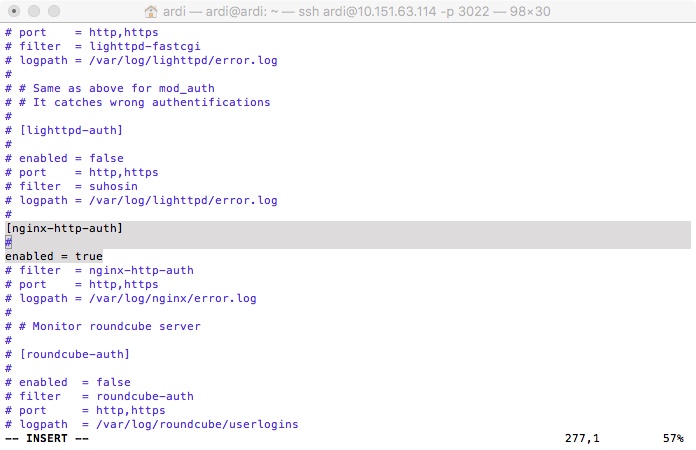 ardi — ardi@ardi: ~ — ssh ardi@10.151.63.114 -p 3022 — 98×30
# port    = http,https
# filter  = lighttpd-fastcgi
# logpath = /var/log/lighttpd/error.log
#
# # Same as above for mod_auth
# # It catches wrong authentifications
#
# [lighttpd-auth]
#
# enabled = false
# port    = http,https
# filter  = suhosin
# logpath = /var/log/lighttpd/error.log
#
[nginx-http-auth]
#
enabled = true
# filter  = nginx-http-auth
# port    = http,https
# logpath = /var/log/nginx/error.log
#
# # Monitor roundcube server
#
# [roundcube-auth]
#
# enabled  = false
# filter   = roundcube-auth
# port     = http,https
# logpath  = /var/log/roundcube/userlogins
-- INSERT --                                                                 277,1         57%